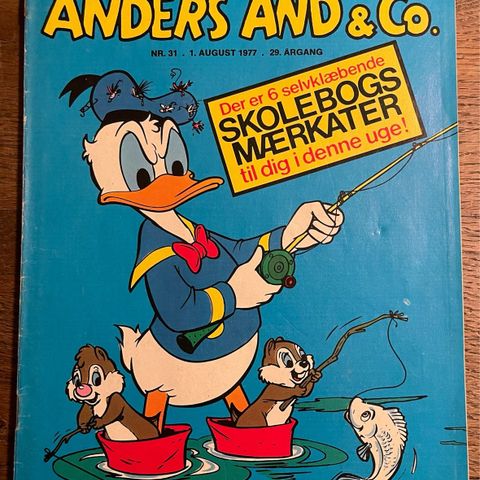 ANDERS AND & Co.
NR. 31 . 1. AUGUST 1977 . 29. ÅRGANG
Der er 6 selvklæbende
SKOLEBOGS
MÆRKATER
til dig i denne uge!